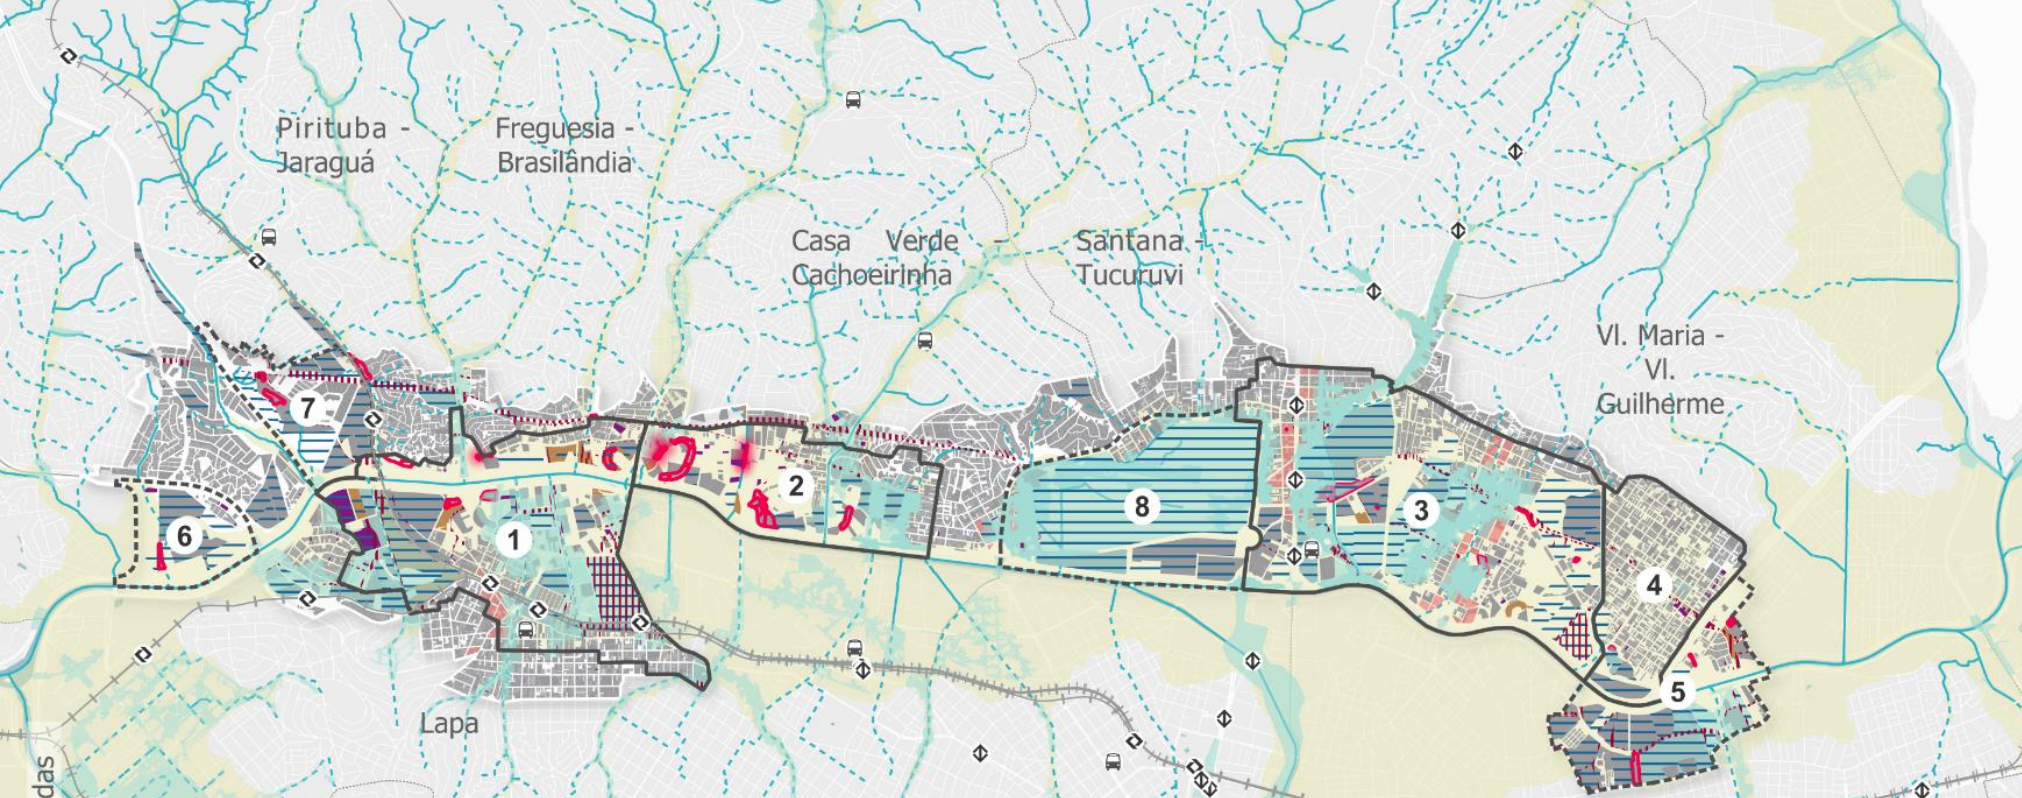 Pirituba -
Jaraguá
Freguesia -
Brasilândia
Casa Verde -
Cachoeirinha
Santana -
Tucuruvi
Vl. Maria -
Vl.
Guilherme
7
6
1
2
8
3
4
5
Lapa
das